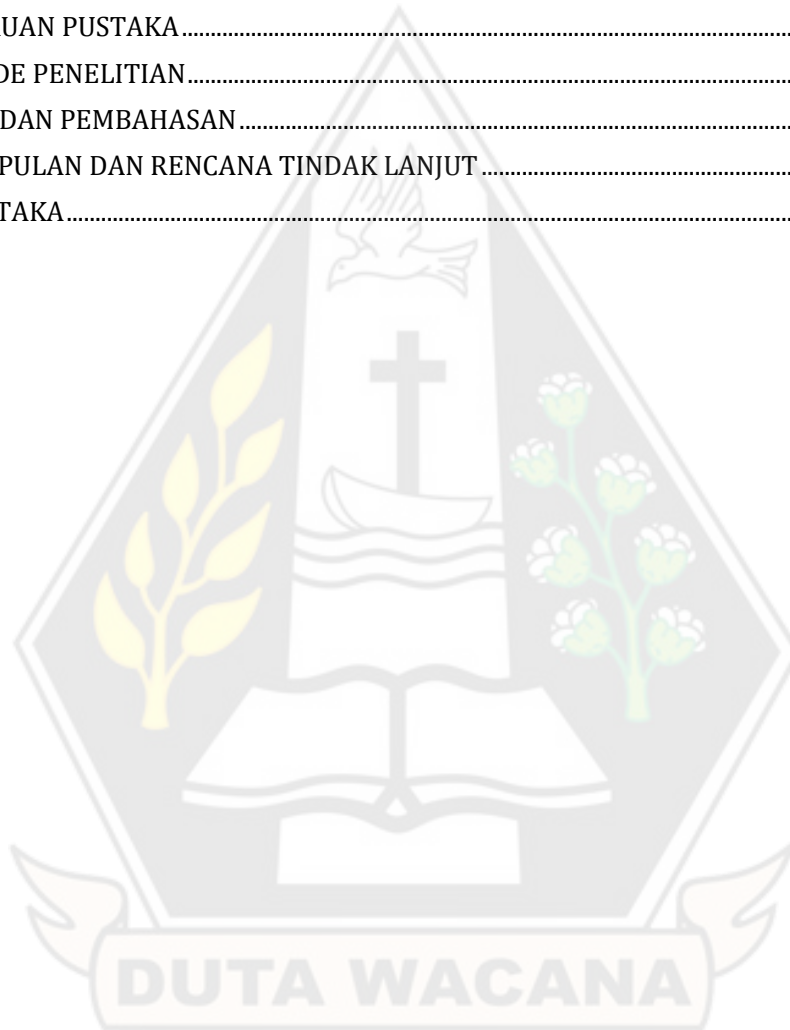 UAN PUSTAKA
DE PENELITIAN
DAN PEMBAHASAN
PULAN DAN RENCANA TINDAK LANJUT
TAKA
DUTA WACANA